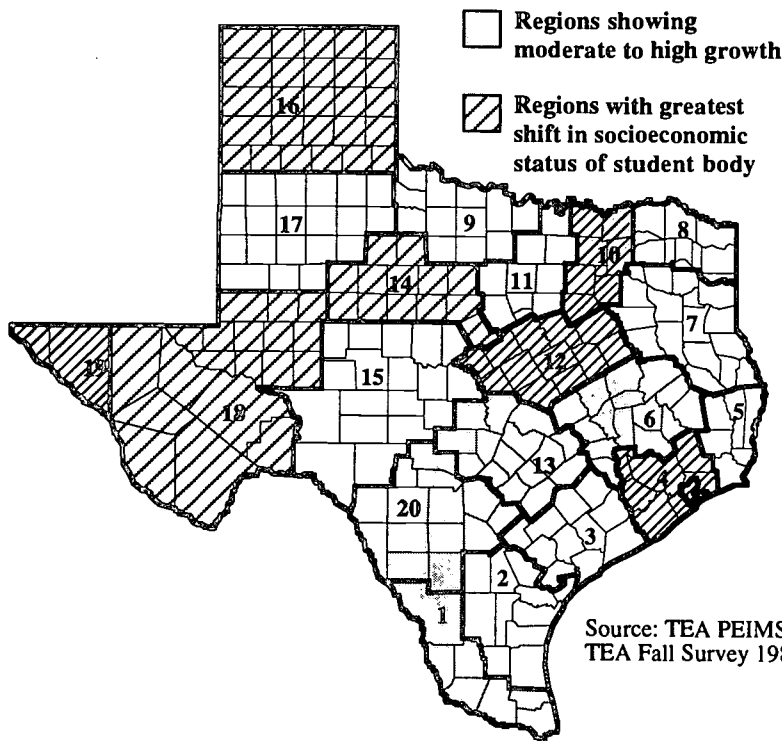 Regions showing
moderate to high growth
Regions with greatest
shift in socioeconomic
status of student body
16
17
9
8
10
14
11
7
12
15
18
6
5
13
4
20
3
2
1
Source: TEA PEIMS
TEA Fall Survey 198